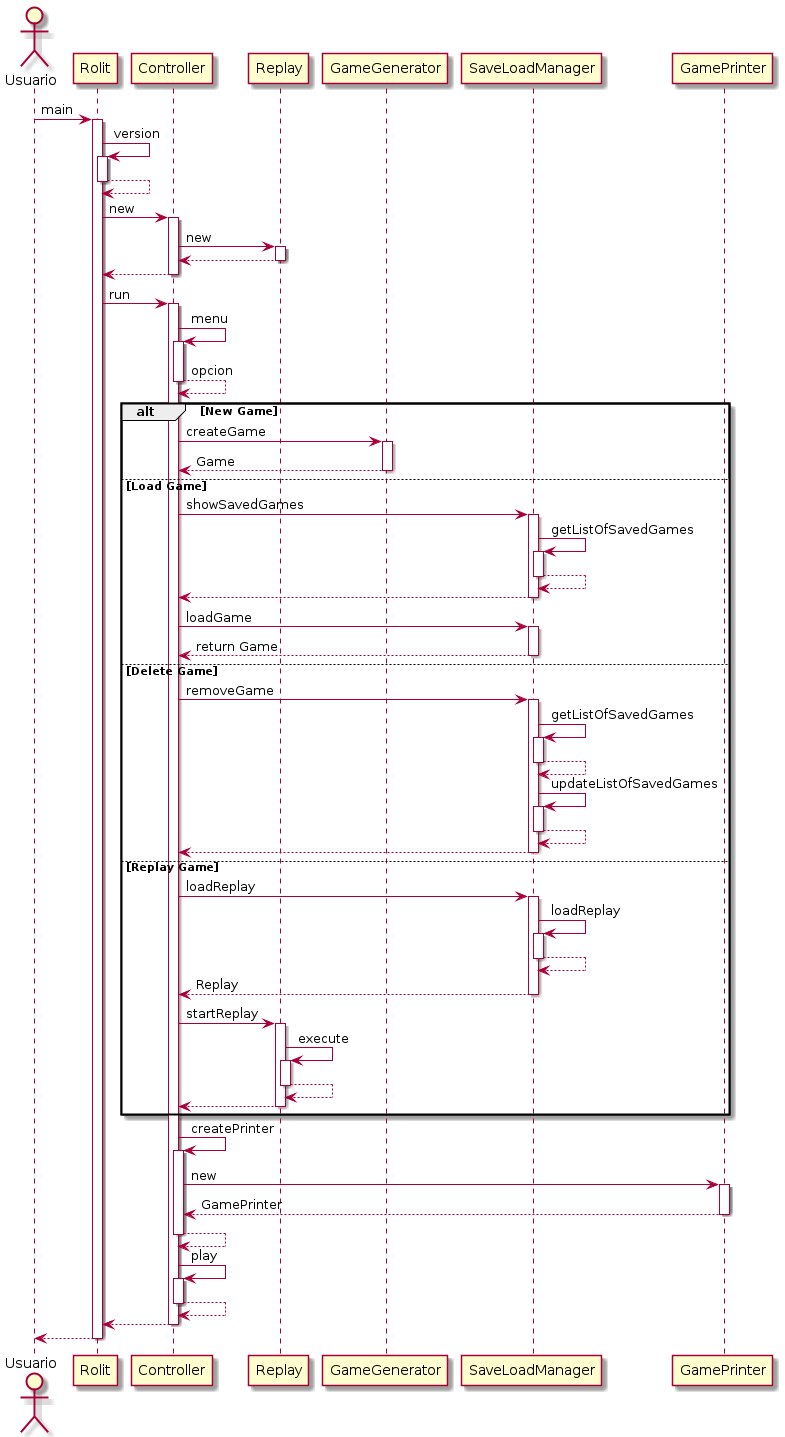 Usuario
Rolit Controller Replay GameGenerator SaveLoadManager GamePrinter
main
version
new
new
run
menu
opcion
alt [New Game]
createGame
Game
[Load Game]
showSavedGames
getListOfSavedGames
loadGame
return Game
[Delete Game]
removeGame
getListOfSavedGames
updateListOfSavedGames
[Replay Game]
loadReplay
loadReplay
Replay
startReplay
execute
createPrinter
new
GamePrinter
play
Usuario
Rolit Controller Replay GameGenerator SaveLoadManager GamePrinter